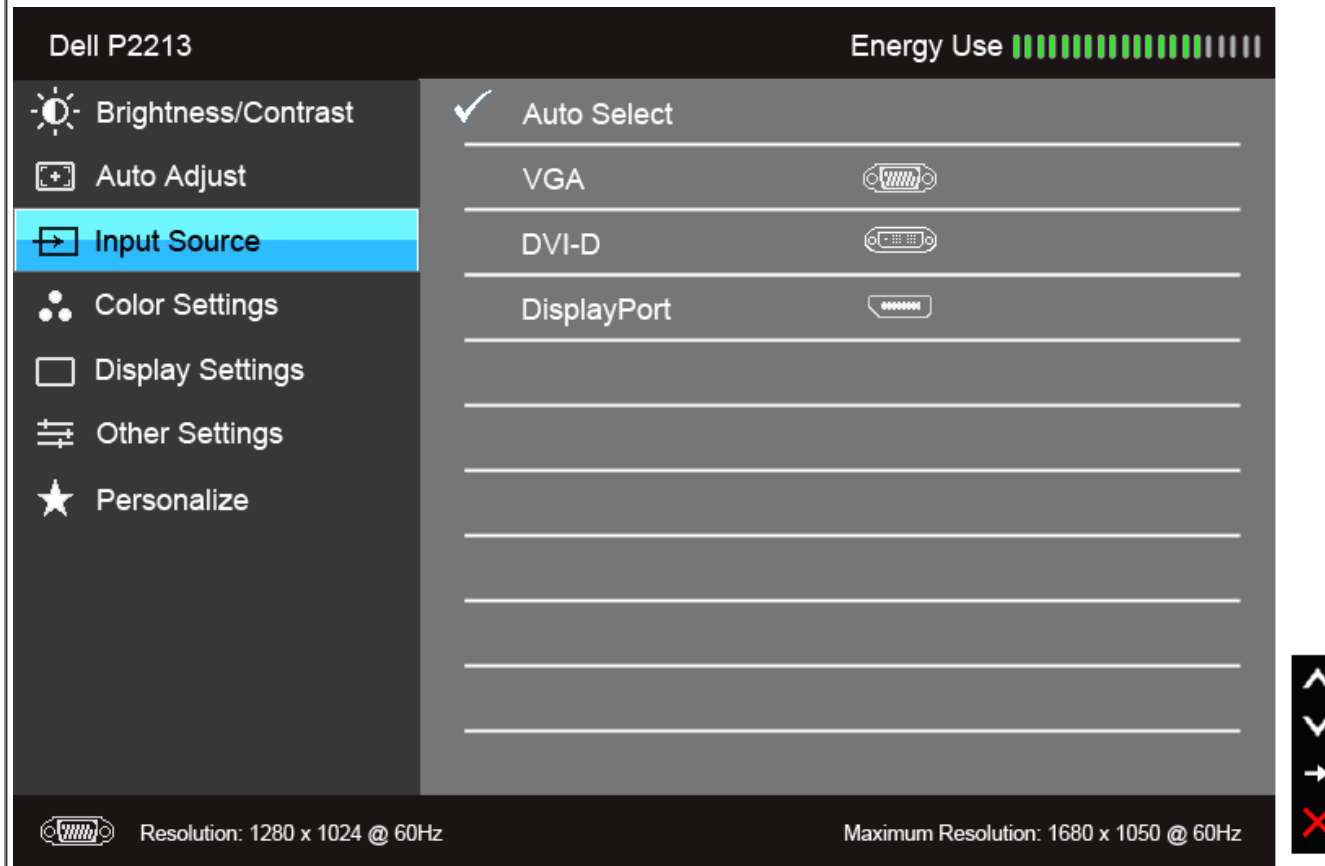 Dell P2213
Energy Use
Brightness/Contrast
Auto Adjust
Input Source
Color Settings
Display Settings
Other Settings
Personalize
Auto Select
VGA
DVI-D
DisplayPort
Resolution: 1280 x 1024 @ 60Hz
Maximum Resolution: 1680 x 1050 @ 60Hz